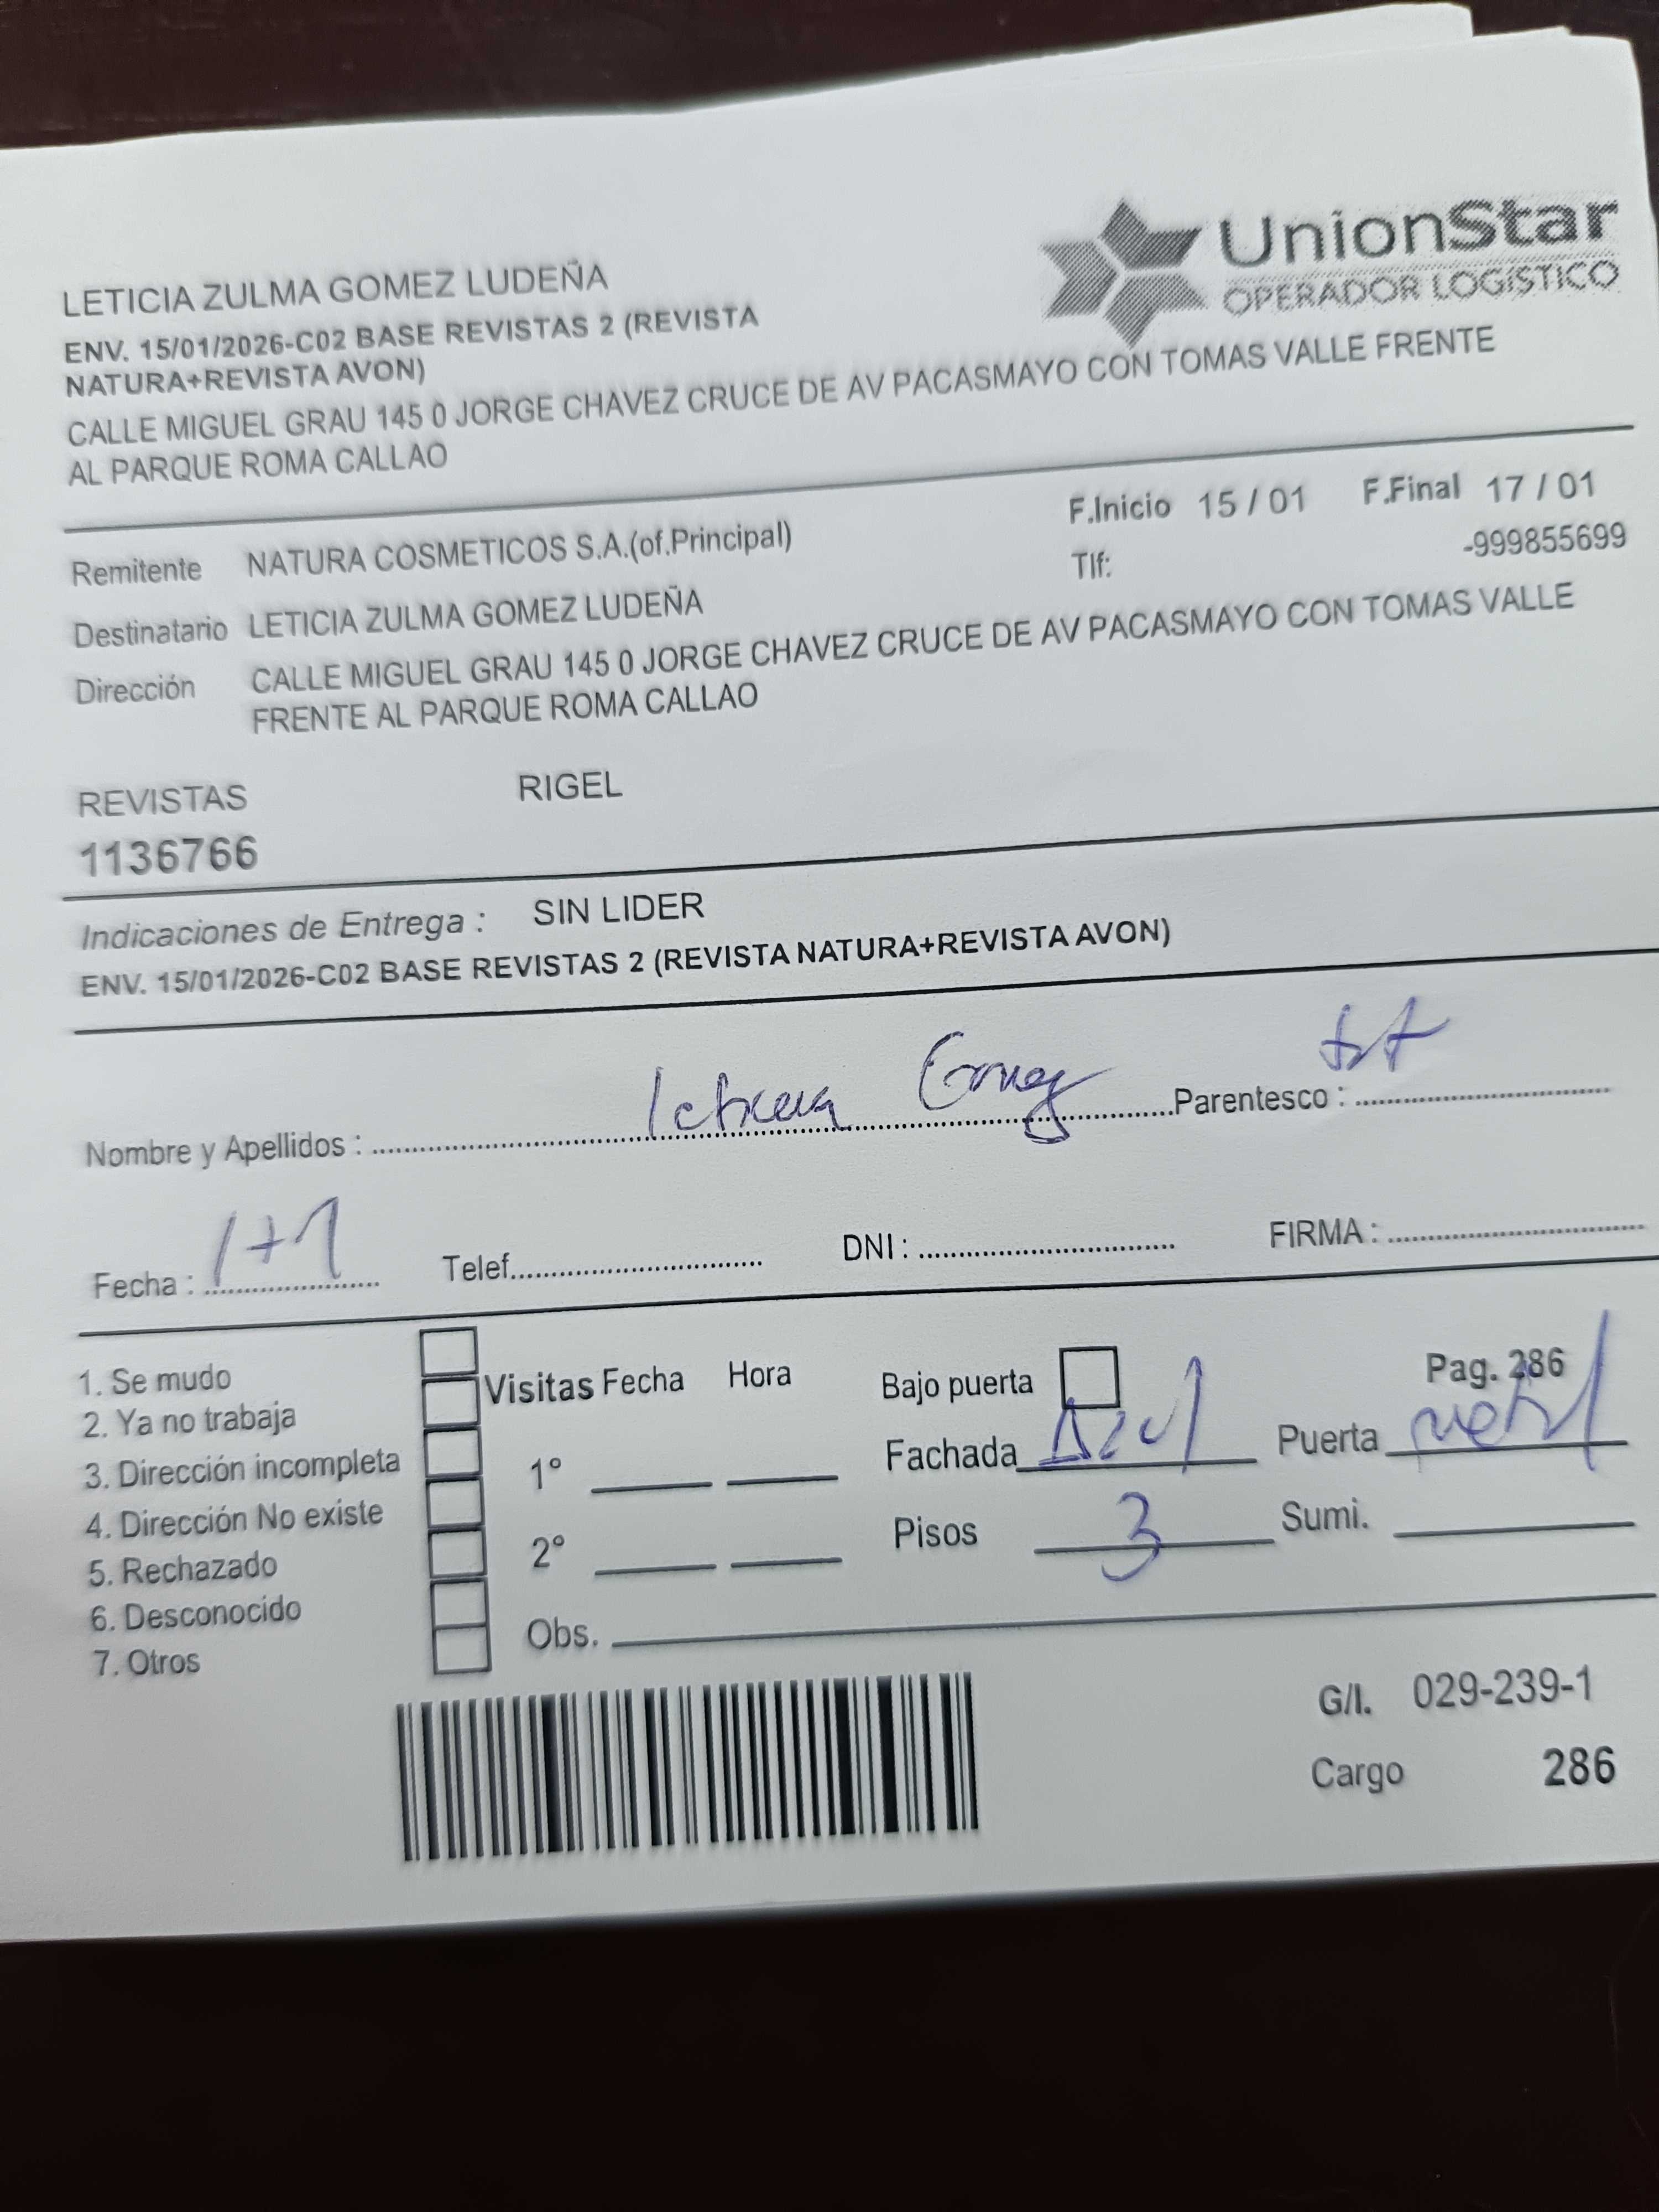 UnionStar
OPERADOR LOGÍSTICO
LETICIA ZULMA GOMEZ LUDEÑA
ENV. 15/01/2026-C02 BASE REVISTAS 2 (REVISTA
NATURA+REVISTA AVON)
CALLE MIGUEL GRAU 145 0 JORGE CHAVEZ CRUCE DE AV PACASMAYO CON TOMAS VALLE FRENTE
AL PARQUE ROMA CALLAO
F.Inicio 15 / 01 F.Final 17 / 01
Remitente NATURA COSMETICOS S.A.(of.Principal) Tlf: -999855699
Destinatario LETICIA ZULMA GOMEZ LUDEÑA
Dirección CALLE MIGUEL GRAU 145 0 JORGE CHAVEZ CRUCE DE AV PACASMAYO CON TOMAS VALLE
FRENTE AL PARQUE ROMA CALLAO
REVISTAS RIGEL
1136766
Indicaciones de Entrega : SIN LIDER
ENV. 15/01/2026-C02 BASE REVISTAS 2 (REVISTA NATURA+REVISTA AVON)
Nombre y Apellidos : Leticia Gomez Parentesco : tit
Fecha : Telef. DNI : FIRMA :
1. Se mudo
2. Ya no trabaja
3. Dirección incompleta
4. Dirección No existe
5. Rechazado
6. Desconocido
7. Otros
Visitas Fecha Hora
1°
2°
Obs.
Bajo puerta Pag. 286
Fachada Azul Puerta metal
Pisos 3 Sumi.
G/I. 029-239-1
Cargo 286